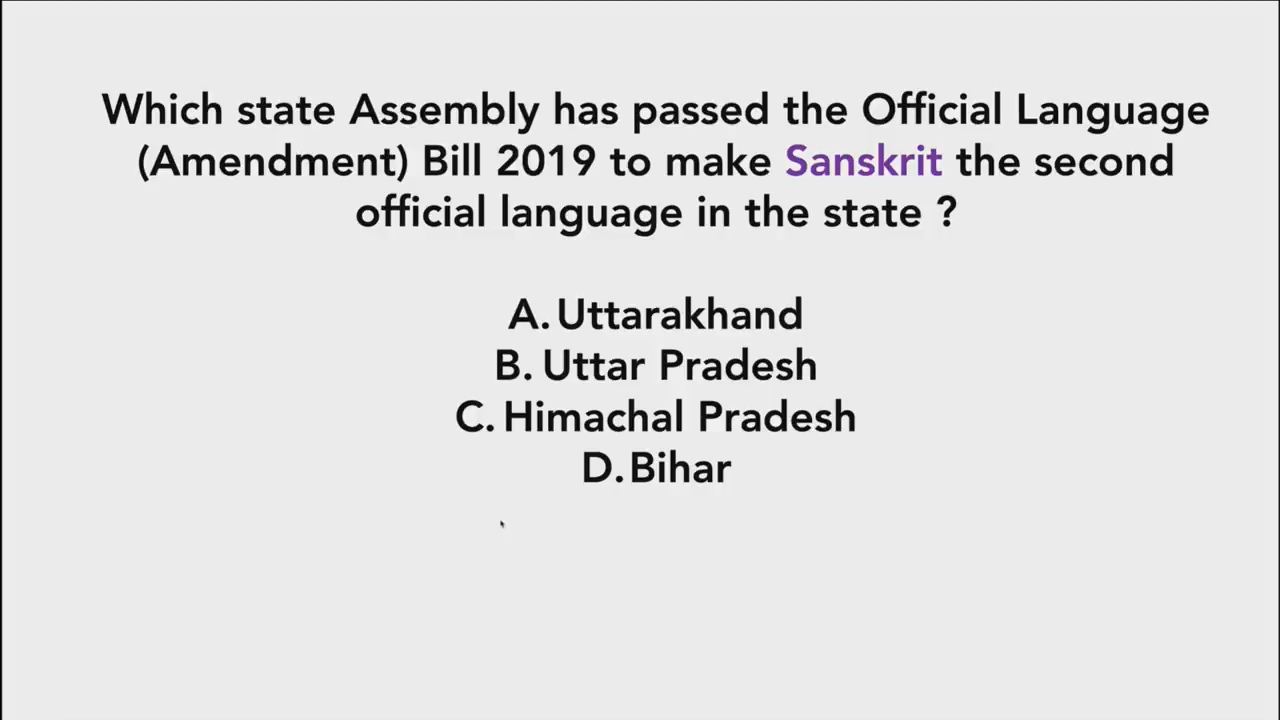 Which state Assembly has passed the Official Language
(Amendment) Bill 2019 to make Sanskrit the second
official language in the state ?
A. Uttarakhand
B. Uttar Pradesh
C. Himachal Pradesh
D. Bihar